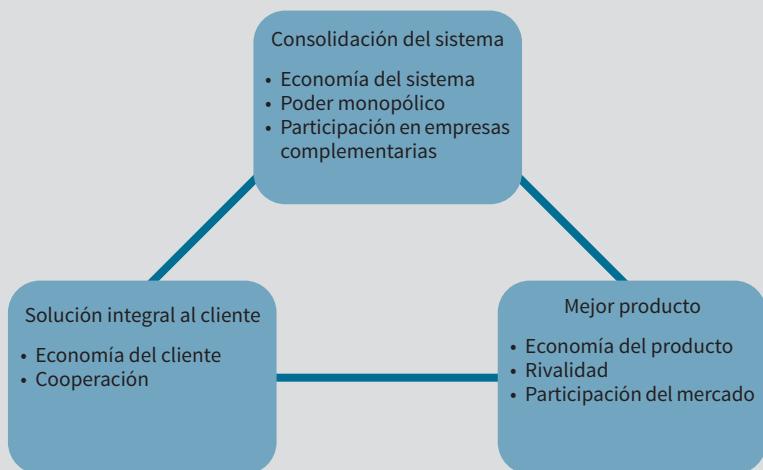 Consolidación del sistema
• Economía del sistema
• Poder monopólico
• Participación en empresas
complementarias
Solución integral al cliente
• Economía del cliente
• Cooperación
Mejor producto
• Economía del producto
• Rivalidad
• Participación del mercado